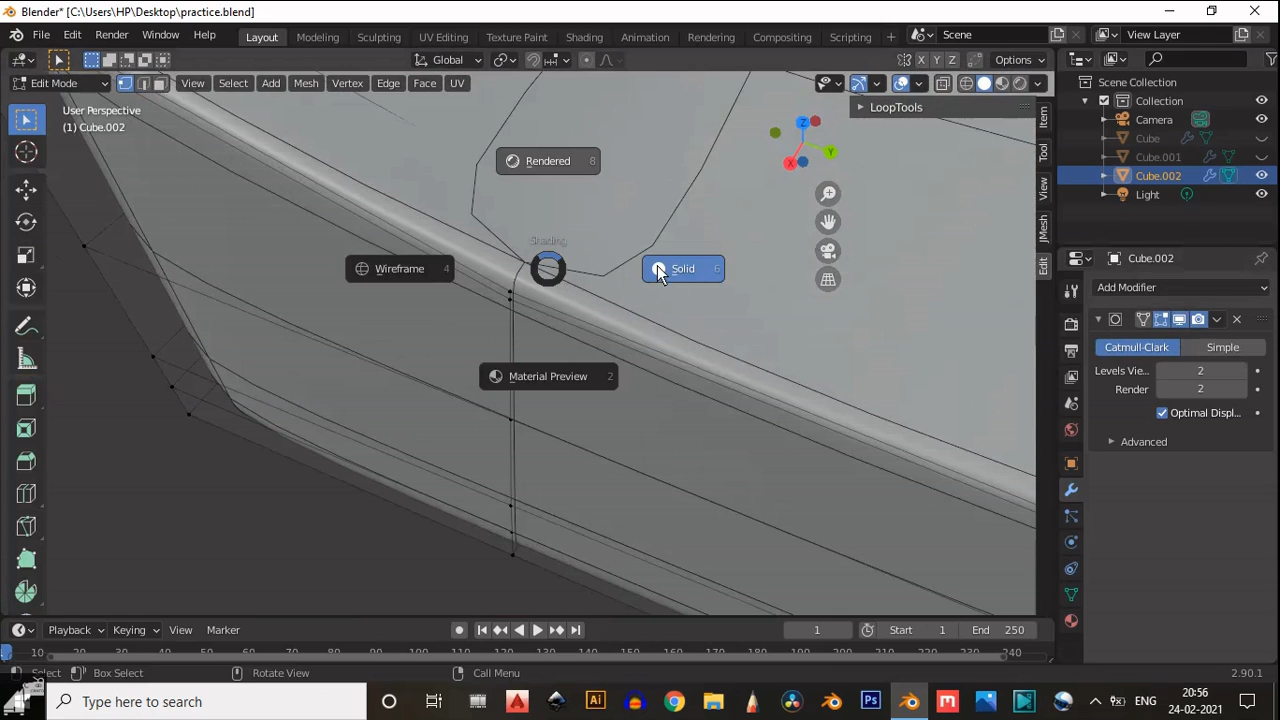 Blender* [C:\Users\HP\Desktop\practice.blend]
File Edit Render Window Help Layout Modeling Sculpting UV Editing Texture Paint Shading Animation Rendering Compositing Scripting Scene View Layer
Global Options
X Y Z
Edit Mode View Select Add Mesh Vertex Edge Face UV
User Perspective
(1) Cube.002
LoopTools
Item
Tool
View
JMesh
Edit
Z
Y
X
Rendered 8
Shading
Wireframe 4
Solid 6
Material Preview 2
Scene Collection
Collection
Camera
Cube
Cube.001
Cube.002
Light
Cube.002
Add Modifier
Catmull-Clark Simple
Levels Vie... 2
Render 2
Optimal Displ...
Advanced
Playback Keying View Marker 1 Start 1 End 250
10 20 30 40 50 60 70 80 90 100 110 120 130 140 150 160 170 180 190 200 210 220 230 240
Select Box Select Rotate View Call Menu 2.90.1
Type here to search
ENG
20:56
24-02-2021